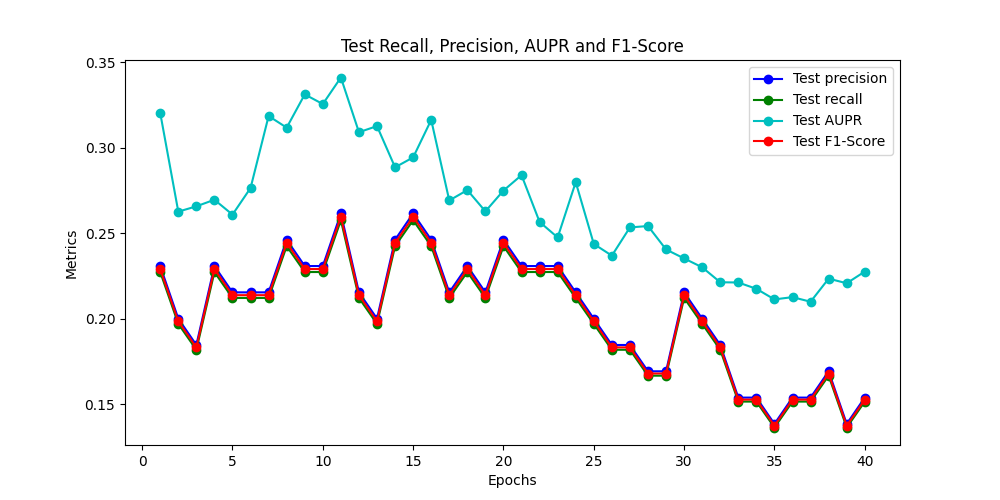 Test Recall, Precision, AUPR and F1-Score
0.35
0.30
0.25
0.20
0.15
Metrics
Test precision
Test recall
Test AUPR
Test F1-Score
0 5 10 15 20 25 30 35 40
Epochs